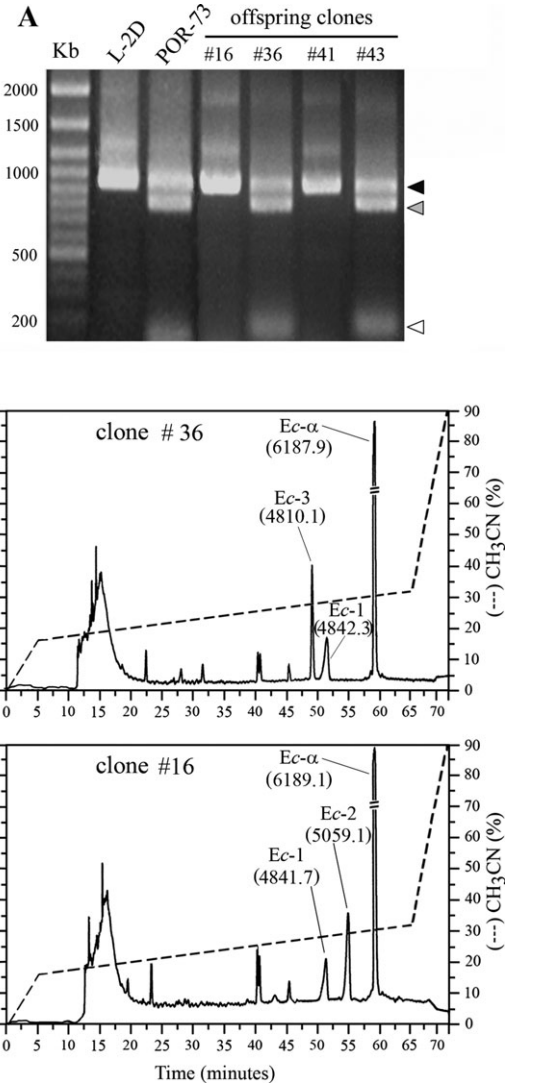 A
offspring clones
Kb L-2D POR-73 #16 #36 #41 #43
2000
1500
1000
500
200
clone # 36
Ec-α
(6187.9)
Ec-3
(4810.1)
Ec-1
(4842.3)
90
80
70
60
50
40
30
20
10
0
(---) CH3CN (%)
0 5 10 15 20 25 30 35 40 45 50 55 60 65 70
clone #16
Ec-α
(6189.1)
Ec-2
(5059.1)
Ec-1
(4841.7)
90
80
70
60
50
40
30
20
10
0
(---) CH3CN (%)
0 5 10 15 20 25 30 35 40 45 50 55 60 65 70
Time (minutes)